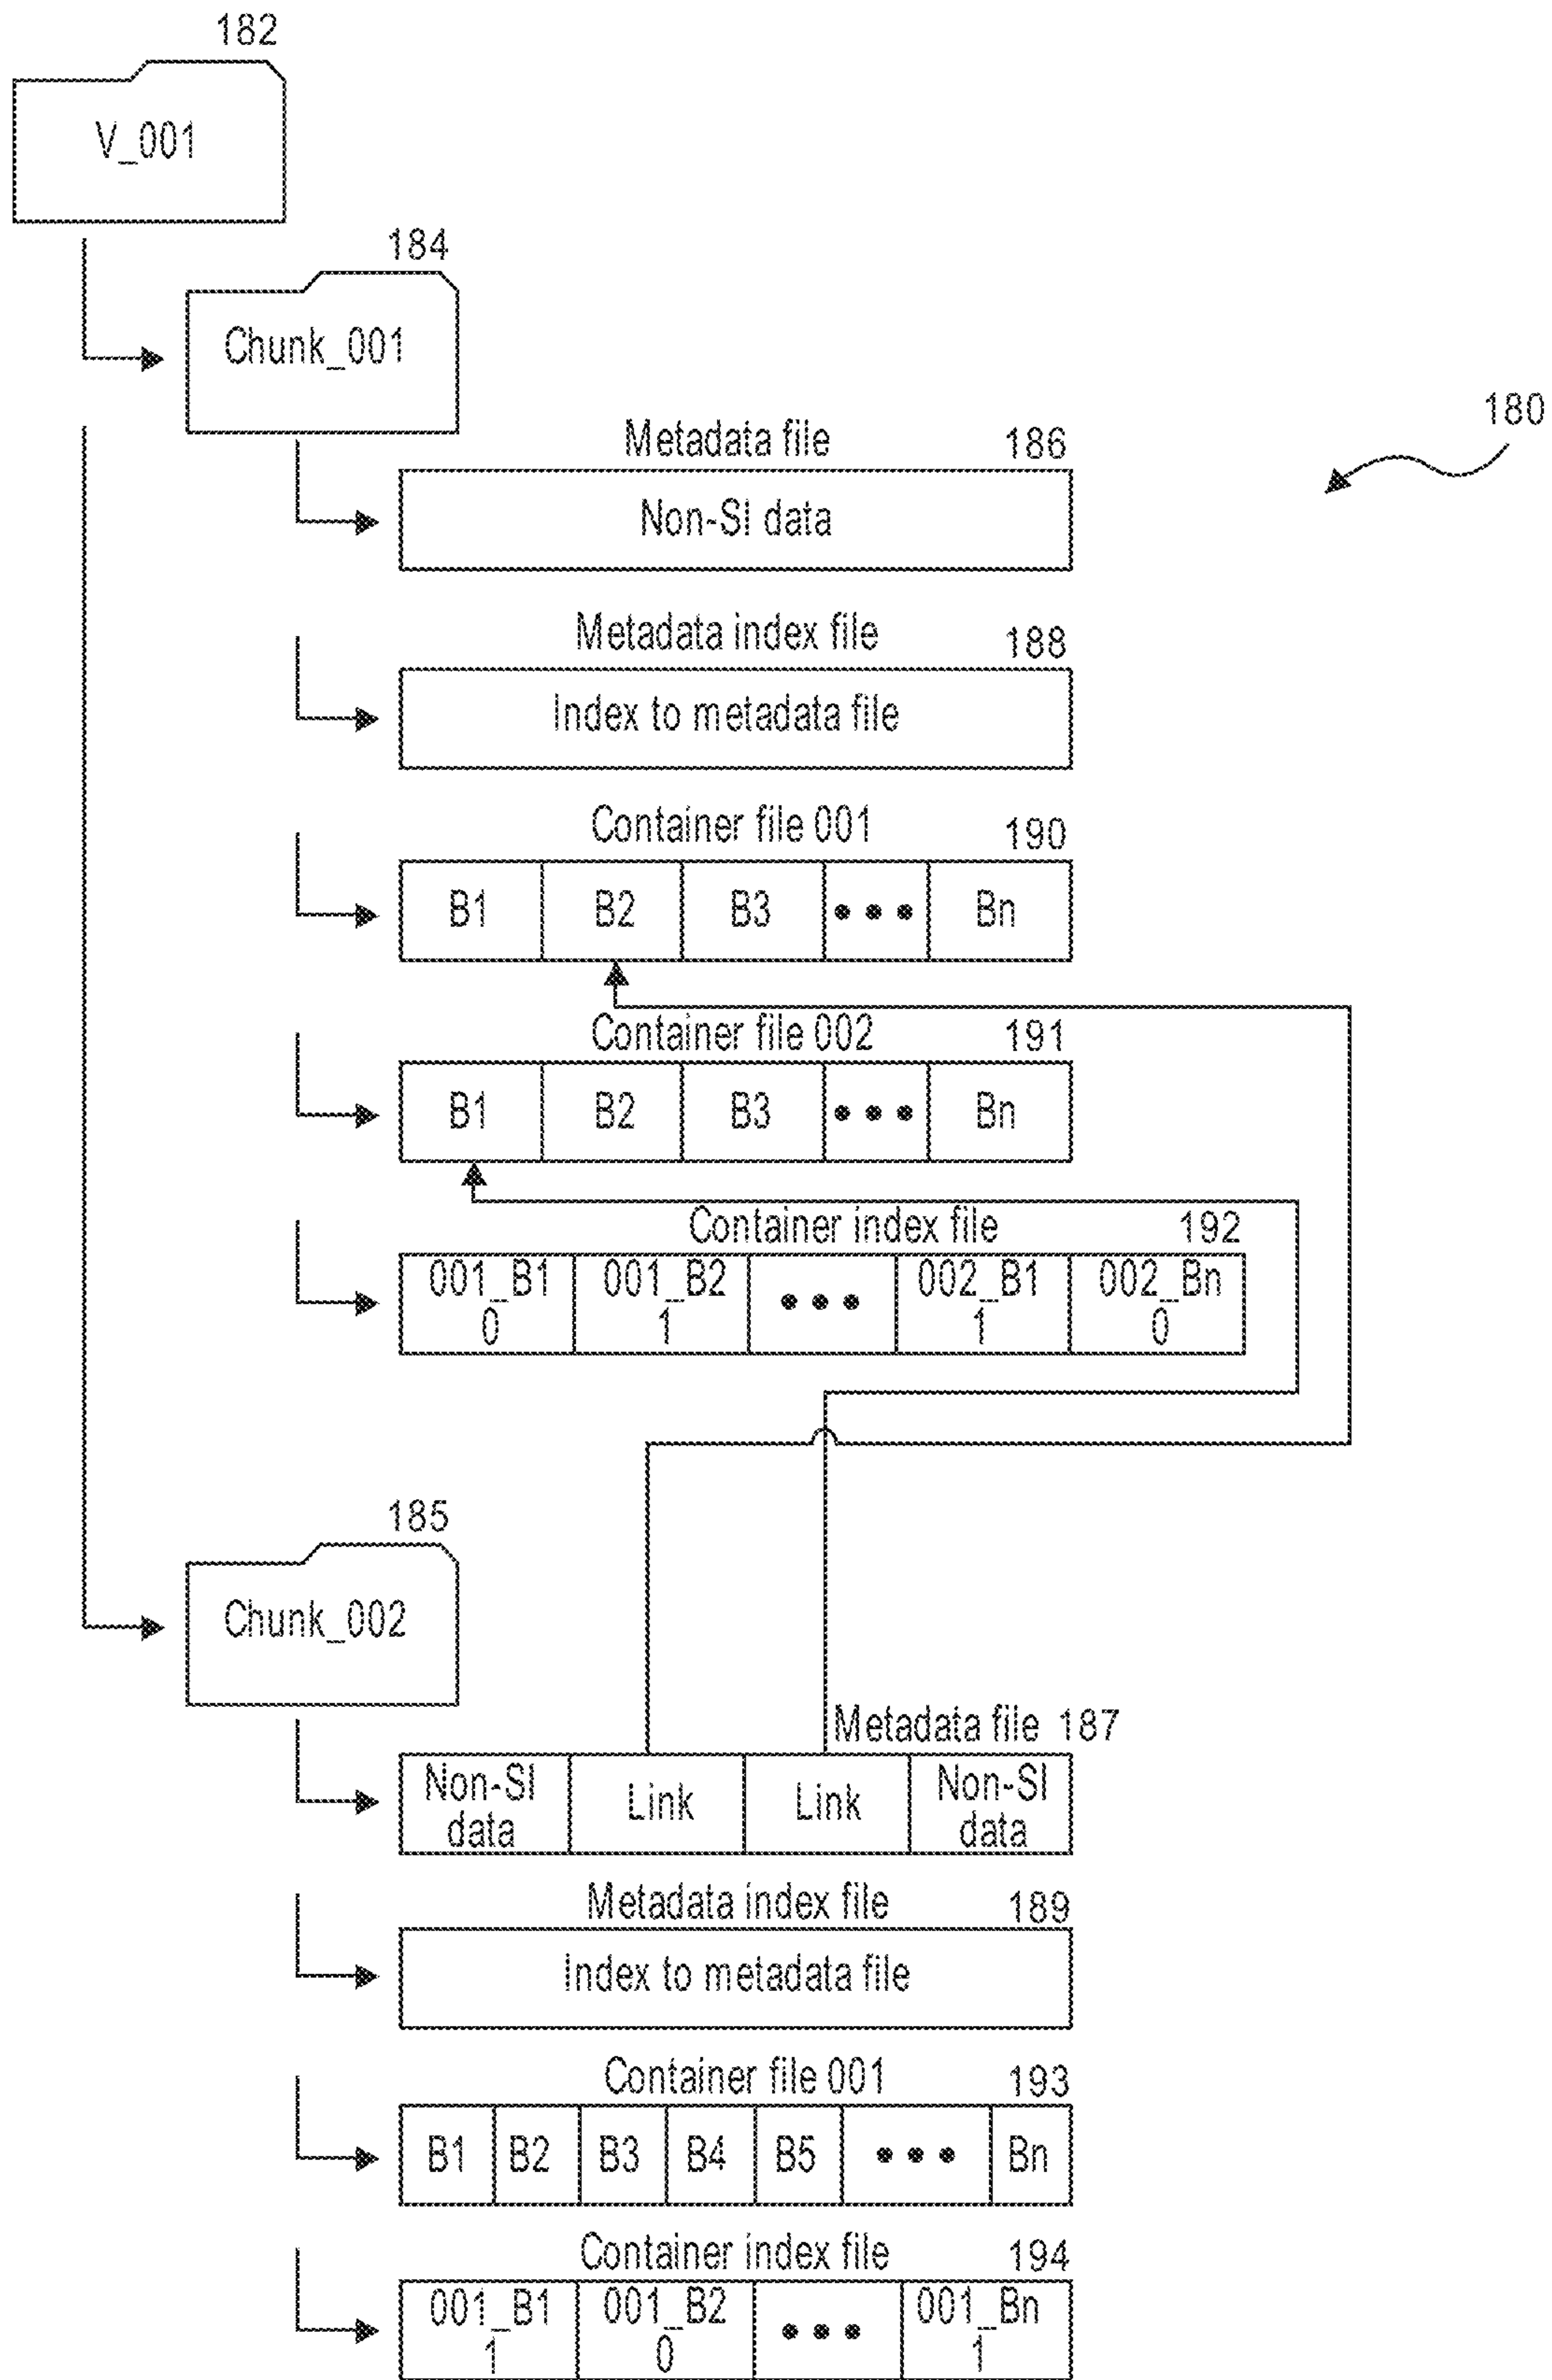 182
V_001
184
Chunk_001
180
Metadata file 186
Non-SI data
Metadata index file 188
Index to metadata file
Container file 001 190
B1 B2 B3 ••• Bn
Container file 002 191
B1 B2 B3 ••• Bn
Container index file 192
001_B1 001_B2 ••• 002_B1 002_Bn
0 1 1 0
185
Chunk_002
Metadata file 187
Non-SI Link Link Non-SI
data data
Metadata index file 189
Index to metadata file
Container file 001 193
B1 B2 B3 B4 B5 ••• Bn
Container index file 194
001_B1 001_B2 ••• 001_Bn
1 0 1